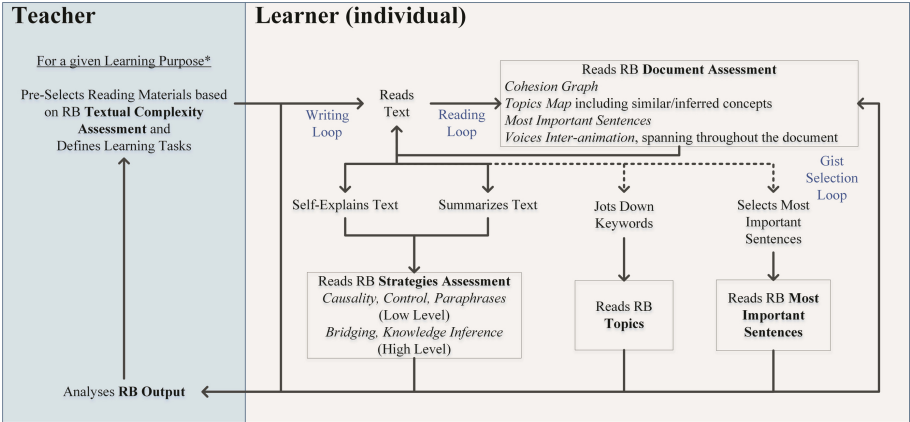 Teacher
Learner (individual)
For a given Learning Purpose*
Pre-Selects Reading Materials based
on RB Textual Complexity
Assessment and
Defines Learning Tasks
Writing
Loop
Reads
Text
Reading
Loop
Reads RB Document Assessment
Cohesion Graph
Topics Map including similar/inferred concepts
Most Important Sentences
Voices Inter-animation, spanning throughout the document
Gist
Selection
Loop
Self-Explains Text
Summarizes Text
Jots Down
Keywords
Selects Most
Important
Sentences
Reads RB Strategies Assessment
Causality, Control, Paraphrases
(Low Level)
Bridging, Knowledge Inference
(High Level)
Reads RB
Topics
Reads RB Most
Important
Sentences
Analyses RB Output